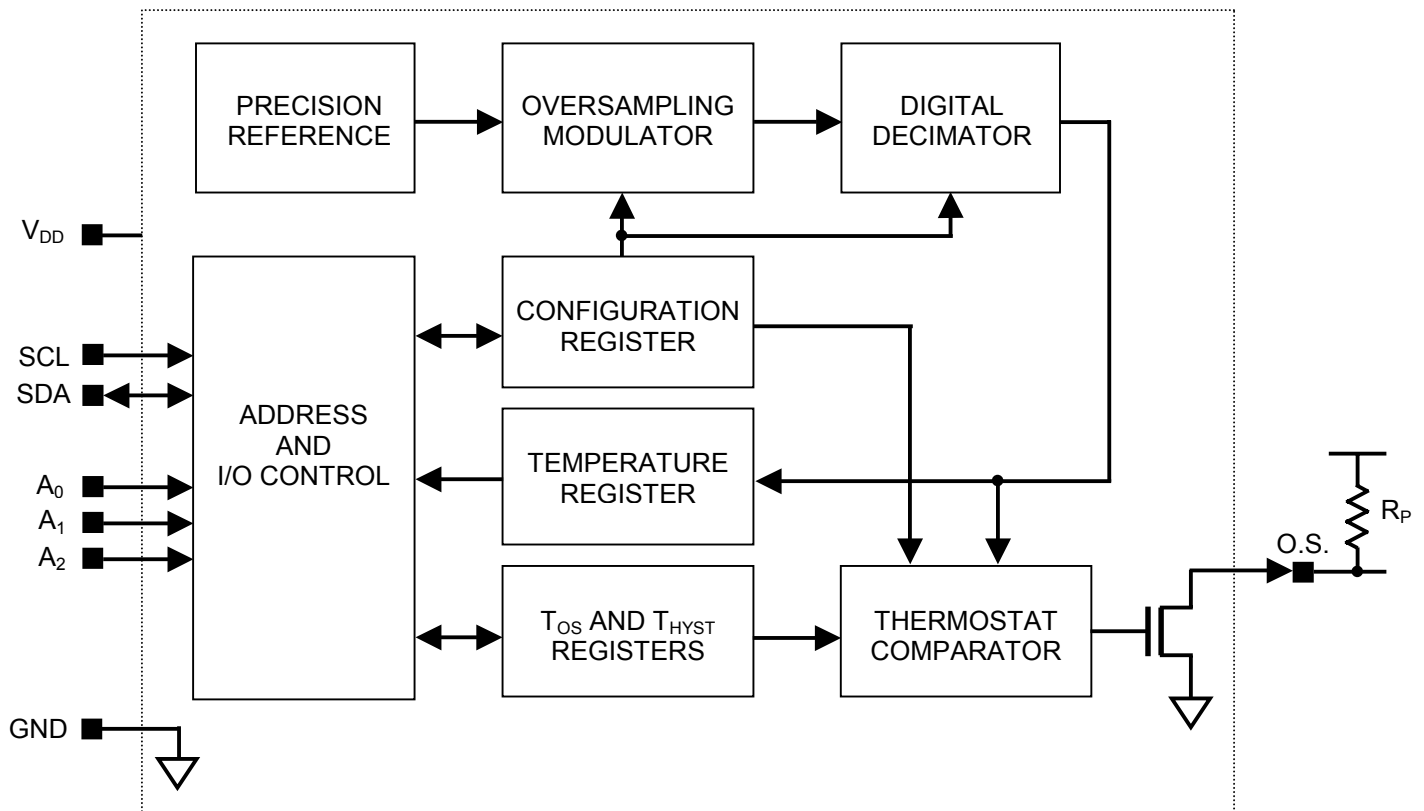 PRECISION
REFERENCE
OVERSAMPLING
MODULATOR
DIGITAL
DECIMATOR
VDD
SCL
SDA
A0
A1
A2
GND
ADDRESS
AND
I/O CONTROL
CONFIGURATION
REGISTER
TEMPERATURE
REGISTER
TOS AND THYST
REGISTERS
THERMOSTAT
COMPARATOR
O.S.
RP